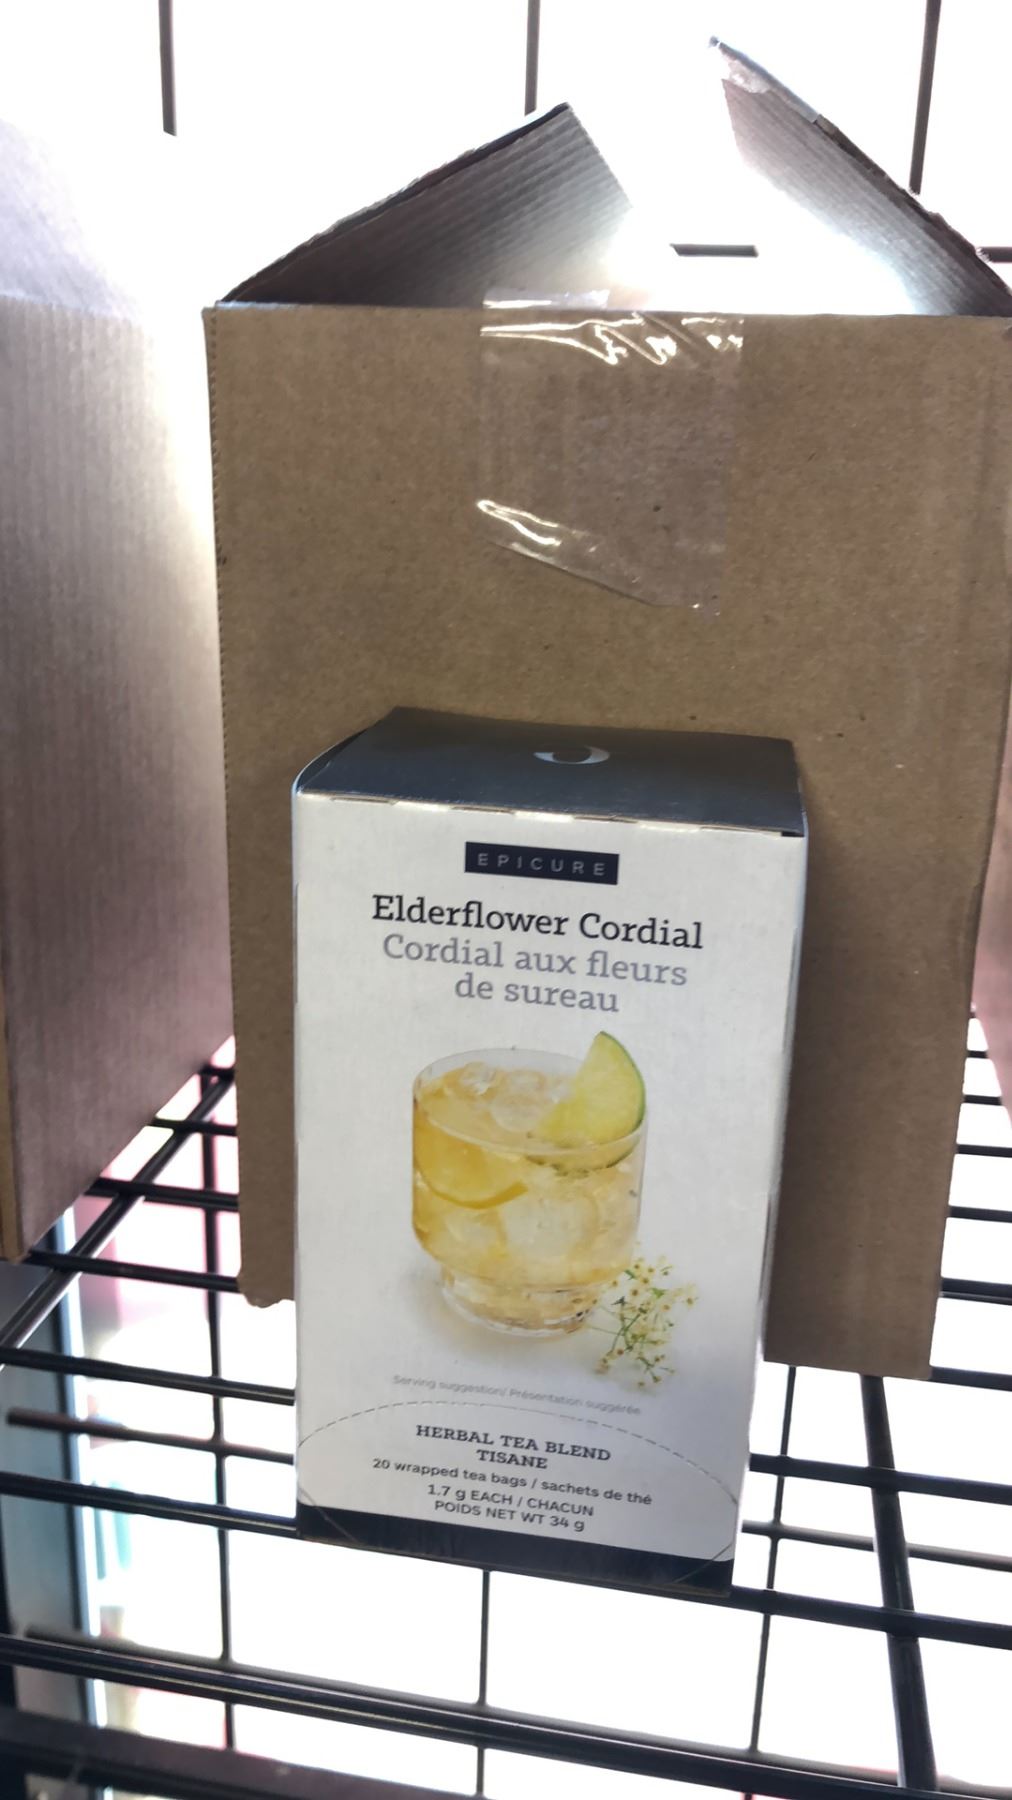 EPICURE
Elderflower Cordial
Cordial aux fleurs
de sureau
Serving suggestion/ Présentation suggérée
HERBAL TEA BLEND
TISANE
20 wrapped tea bags / sachets de thé
1.7 g EACH / CHACUN
POIDS NET WT 34 g